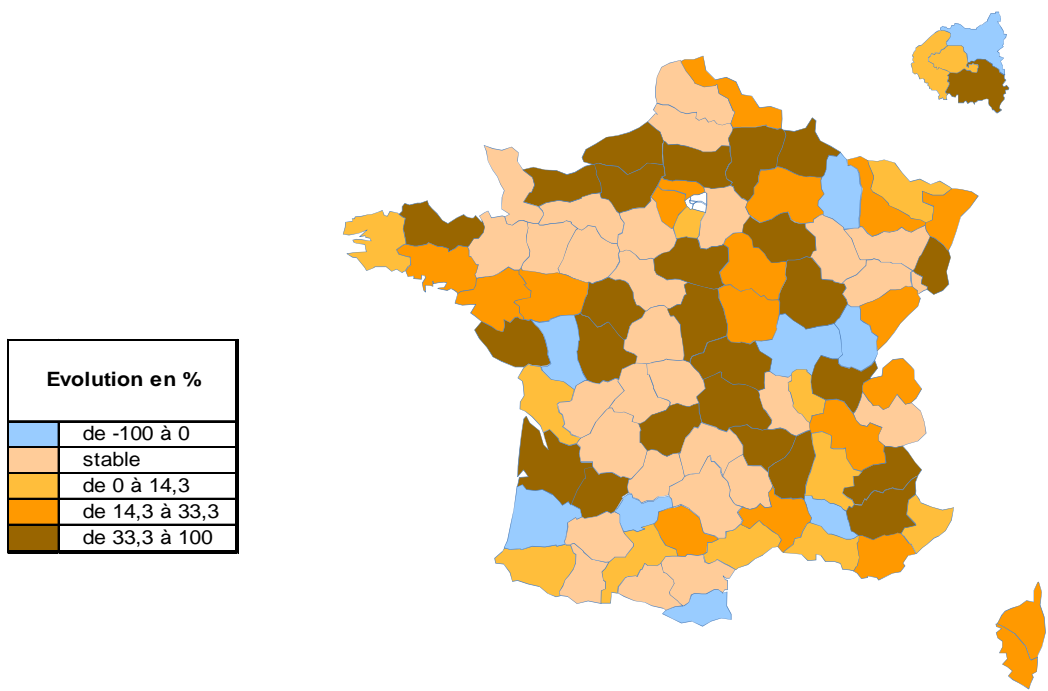 Evolution en %
de -100 à 0
stable
de 0 à 14,3
de 14,3 à 33,3
de 33,3 à 100